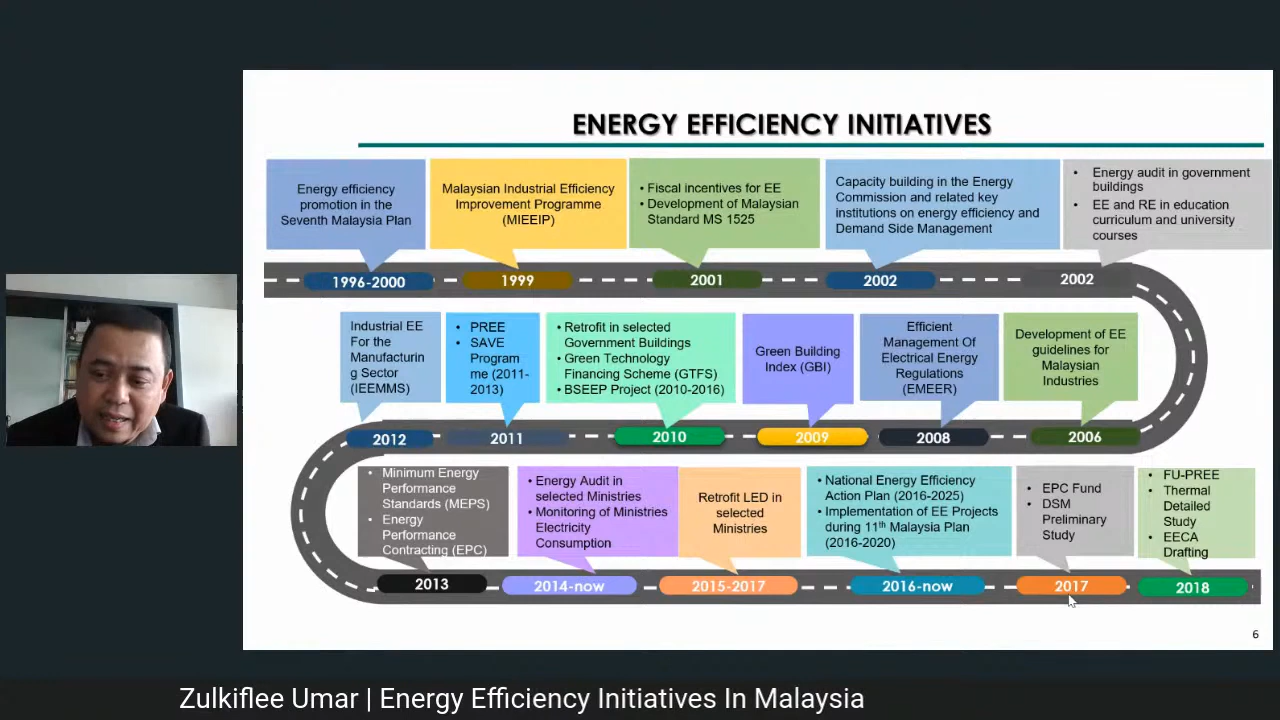 ENERGY EFFICIENCY INITIATIVES
Energy efficiency
promotion in the
Seventh Malaysia Plan
Malaysian Industrial Efficiency
Improvement Programme
(MIEEIP)
• Fiscal incentives for EE
• Development of Malaysian
Standard MS 1525
Capacity building in the Energy
Commission and related key
institutions on energy efficiency and
Demand Side Management
• Energy audit in government
buildings
• EE and RE in education
curriculum and university
courses
1996-2000
1999
2001
2002
2002
Industrial EE
For the
Manufacturin
g Sector
(IEEMMS)
• PREE
• SAVE
Program
me (2011-
2013)
• Retrofit in selected
Government Buildings
• Green Technology
Financing Scheme (GTFS)
• BSEEP Project (2010-2016)
Green Building
Index (GBI)
Efficient
Management Of
Electrical Energy
Regulations
(EMEER)
Development of EE
guidelines for
Malaysian
Industries
2012
2011
2010
2009
2008
2006
• Minimum Energy
Performance
Standards (MEPS)
• Energy
Performance
Contracting (EPC)
• Energy Audit in
selected Ministries
• Monitoring of Ministries
Electricity
Consumption
Retrofit LED in
selected
Ministries
• National Energy Efficiency
Action Plan (2016-2025)
• Implementation of EE Projects
during 11th Malaysia Plan
(2016-2020)
• EPC Fund
• DSM
Preliminary
Study
• FU-PREE
• Thermal
Detailed
Study
• EECA
Drafting
2013
2014-now
2015-2017
2016-now
2017
2018
6
Zulkiflee Umar | Energy Efficiency Initiatives In Malaysia